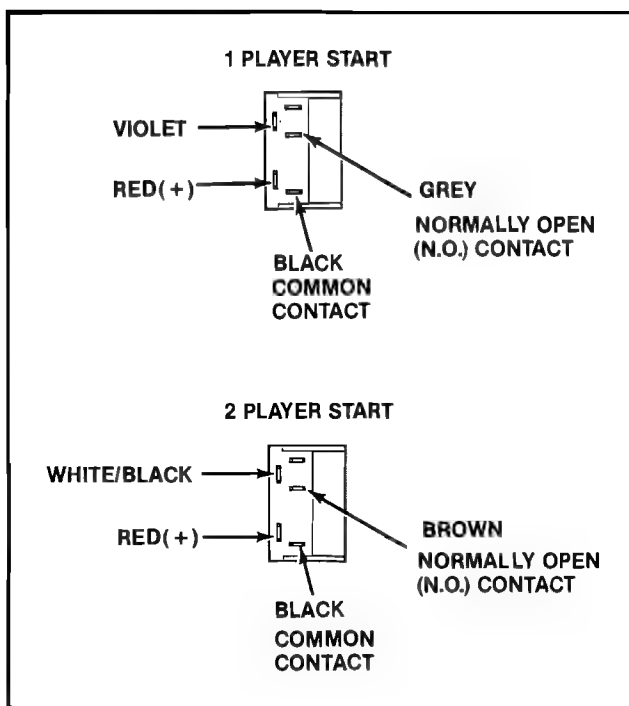 1 PLAYER START
VIOLET
RED(+)
GREY
NORMALLY OPEN
(N.O.) CONTACT
BLACK
COMMON
CONTACT
2 PLAYER START
WHITE/BLACK
RED(+)
BROWN
NORMALLY OPEN
(N.O.) CONTACT
BLACK
COMMON
CONTACT